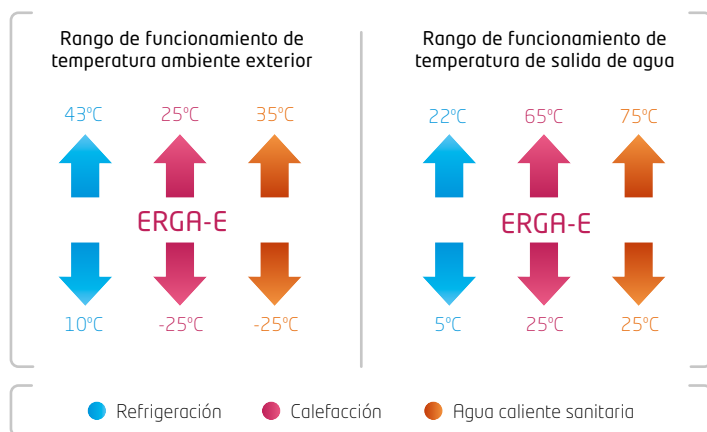 Rango de funcionamiento de
temperatura ambiente exterior
43ºC 25ºC 35ºC
ERGA-E
10ºC -25ºC -25ºC
Rango de funcionamiento de
temperatura de salida de agua
22ºC 65ºC 75ºC
ERGA-E
5ºC 25ºC 25ºC
Refrigeración Calefacción Agua caliente sanitaria